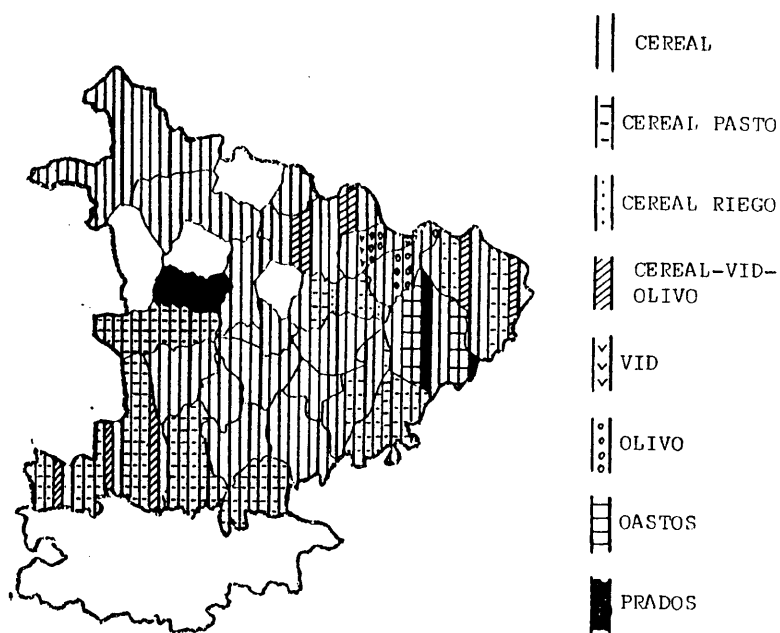 CEREAL
CEREAL PASTO
CEREAL RIEGO
CEREAL-VID-
OLIVO
VID
OLIVO
OASTOS
PRADOS